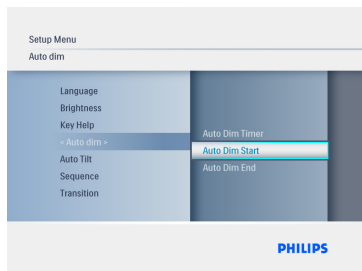 Setup Menu
Auto dim
Language
Brightness
Key Help
« Auto dim »
Auto Tilt
Sequence
Transition
Auto Dim Timer
Auto Dim Start
Auto Dim End
PHILIPS